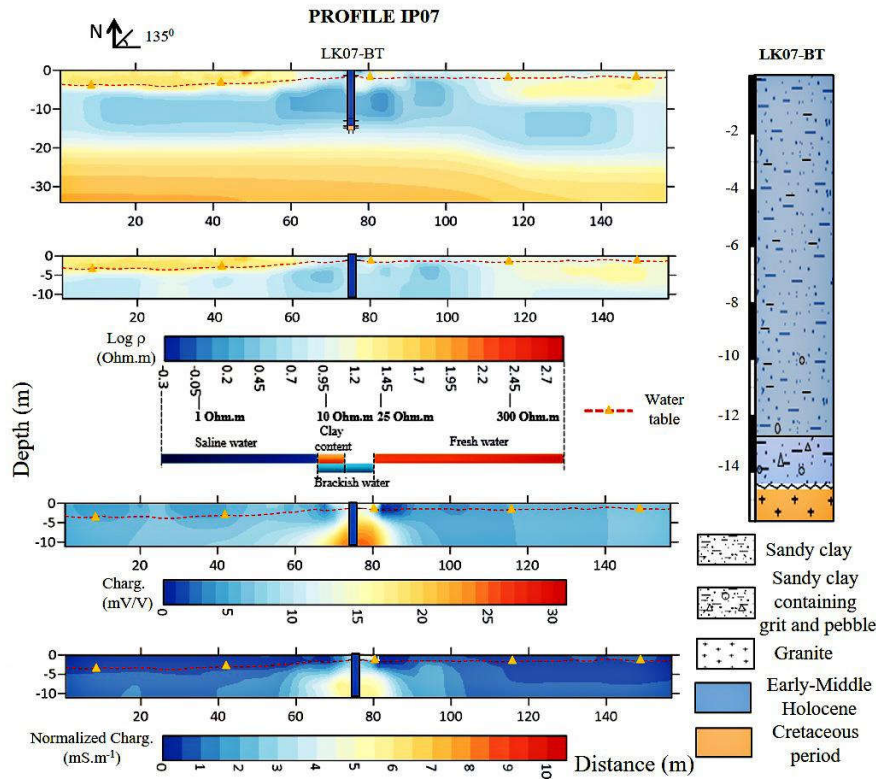 PROFILE IP07
N
135⁰
LK07-BT
LK07-BT
0
-10
-20
-30
20 40 60 80 100 120 140
0
-5
-10
20 40 60 80 100 120 140
Log ρ
(Ohm.m)
-0.3 -0.05 0.2 0.45 0.7 0.95 1.2 1.45 1.7 1.95 2.2 2.45 2.7
1 Ohm.m 10 Ohm.m 25 Ohm.m 300 Ohm.m
Saline water
Clay
content
Fresh water
Brackish water
Water
table
Depth (m)
0
-5
-10
20 40 60 80 100 120 140
Charg.
(mV/V)
0 5 10 15 20 25 30
0
-5
-10
20 40 60 80 100 120 140
Normalized Charg.
(mS.m⁻¹)
0 1 2 3 4 5 6 7 8 9 10
Distance (m)
-2
-4
-6
-8
-10
-12
-14
Sandy clay
Sandy clay
containing
grit and pebble
Granite
Early-Middle
Holocene
Cretaceous
period